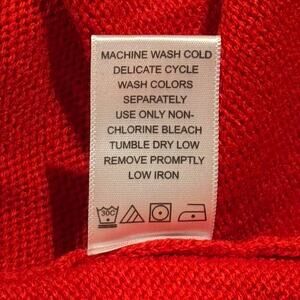 MACHINE WASH COLD
DELICATE CYCLE
WASH COLORS
SEPARATELY
USE ONLY NON-
CHLORINE BLEACH
TUMBLE DRY LOW
REMOVE PROMPTLY
LOW IRON
30C